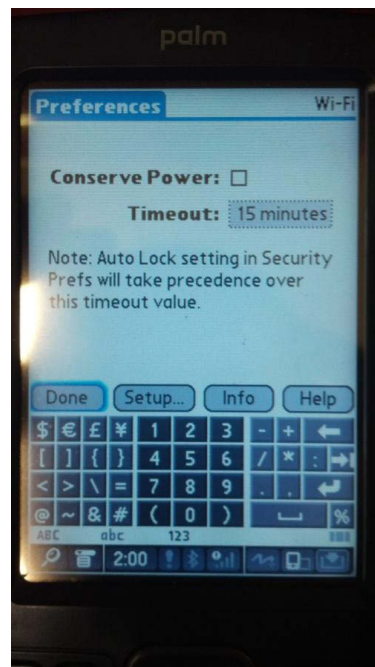 palm
Preferences Wi-Fi
Conserve Power:
Timeout: 15 minutes
Note: Auto Lock setting in Security
Prefs will take precedence over
this timeout value.
Done Setup... Info Help
$ € £ ¥ 1 2 3 - +
[ ] { } 4 5 6 / * :
< > \ = 7 8 9 . ,
@ ~ & # ( 0 ) %
ABC abc 123
2:00